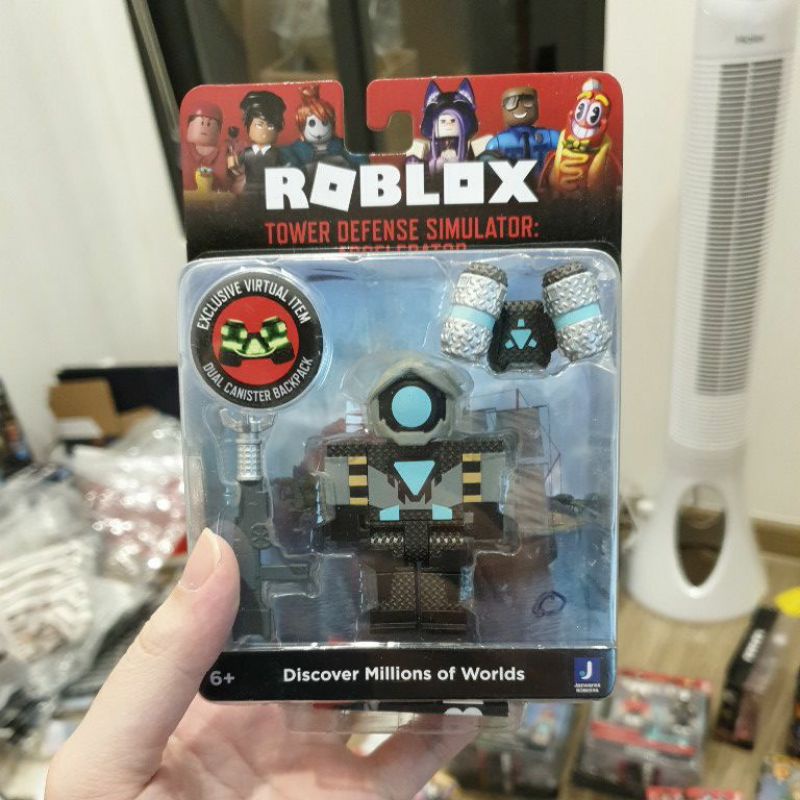 ROBLOX
TOWER DEFENSE SIMULATOR:
EXCLUSIVE VIRTUAL ITEM
DUAL CANISTER BACKPACK
6+
Discover Millions of Worlds
J